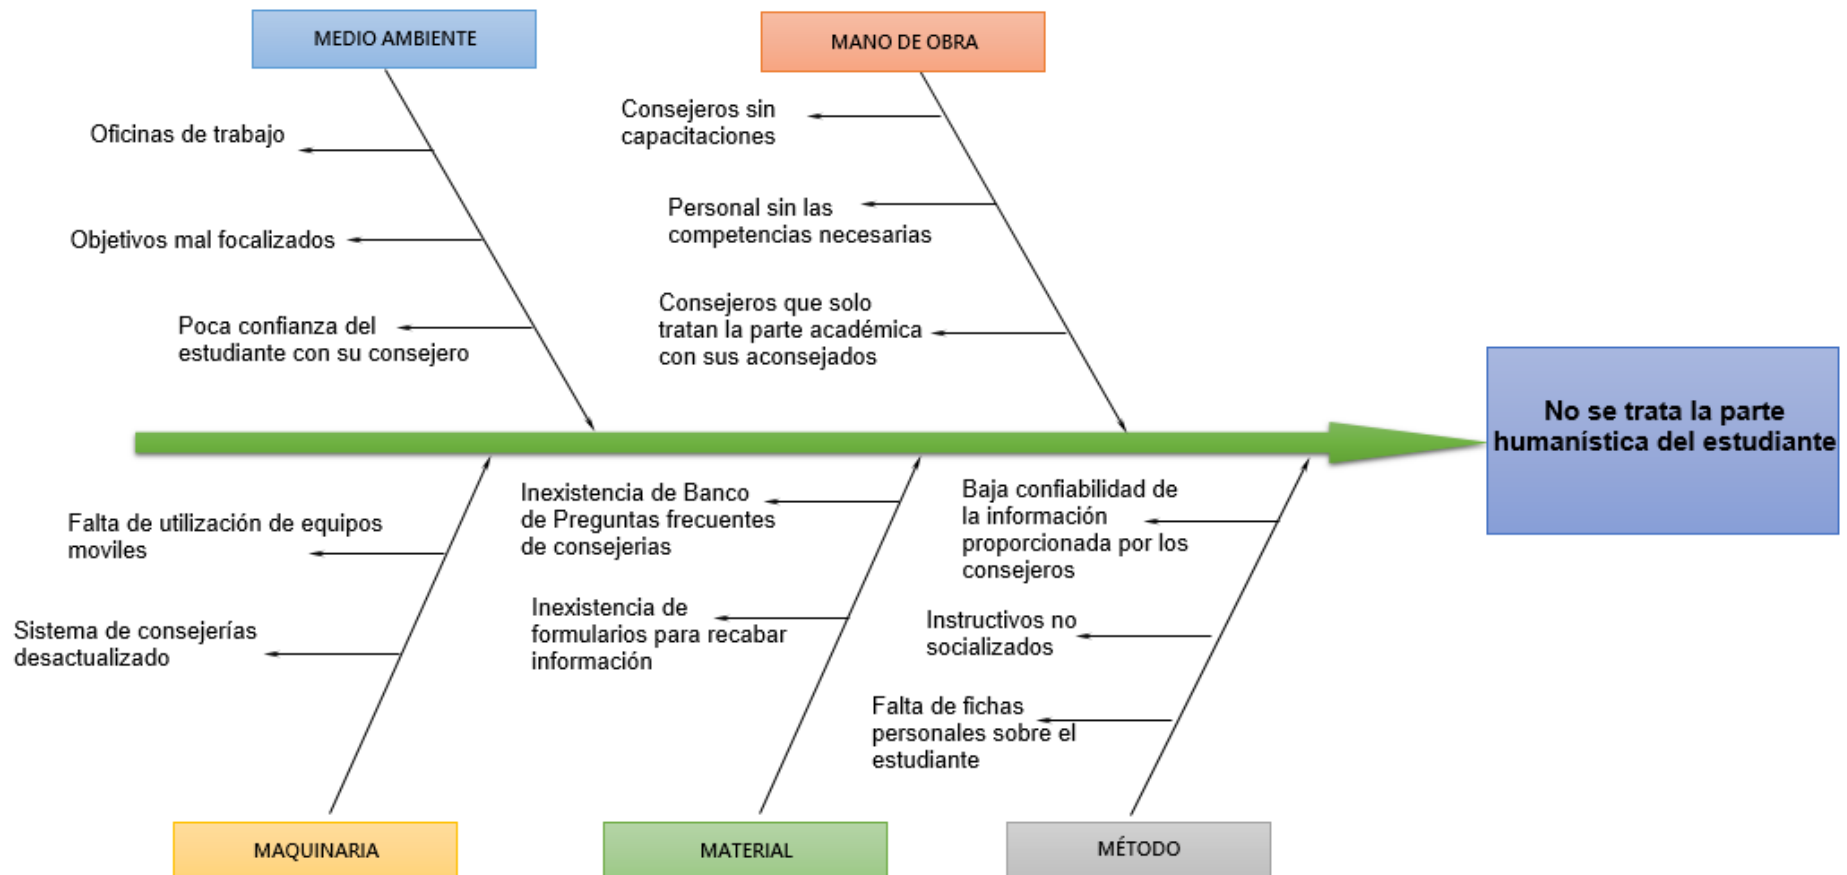 MEDIO AMBIENTE
MANO DE OBRA
Oficinas de trabajo
Objetivos mal focalizados
Poca confianza del
estudiante con su consejero
Consejeros sin
capacitaciones
Personal sin las
competencias necesarias
Consejeros que solo
tratan la parte académica
con sus aconsejados
No se trata la parte
humanística del estudiante
Falta de utilización de equipos
moviles
Sistema de consejerías
desactualizado
Inexistencia de Banco
de Preguntas frecuentes
de consejerias
Inexistencia de
formularios para recabar
información
Baja confiabilidad de
la información
proporcionada por los
consejeros
Instructivos no
socializados
Falta de fichas
personales sobre el
estudiante
MAQUINARIA
MATERIAL
MÉTODO